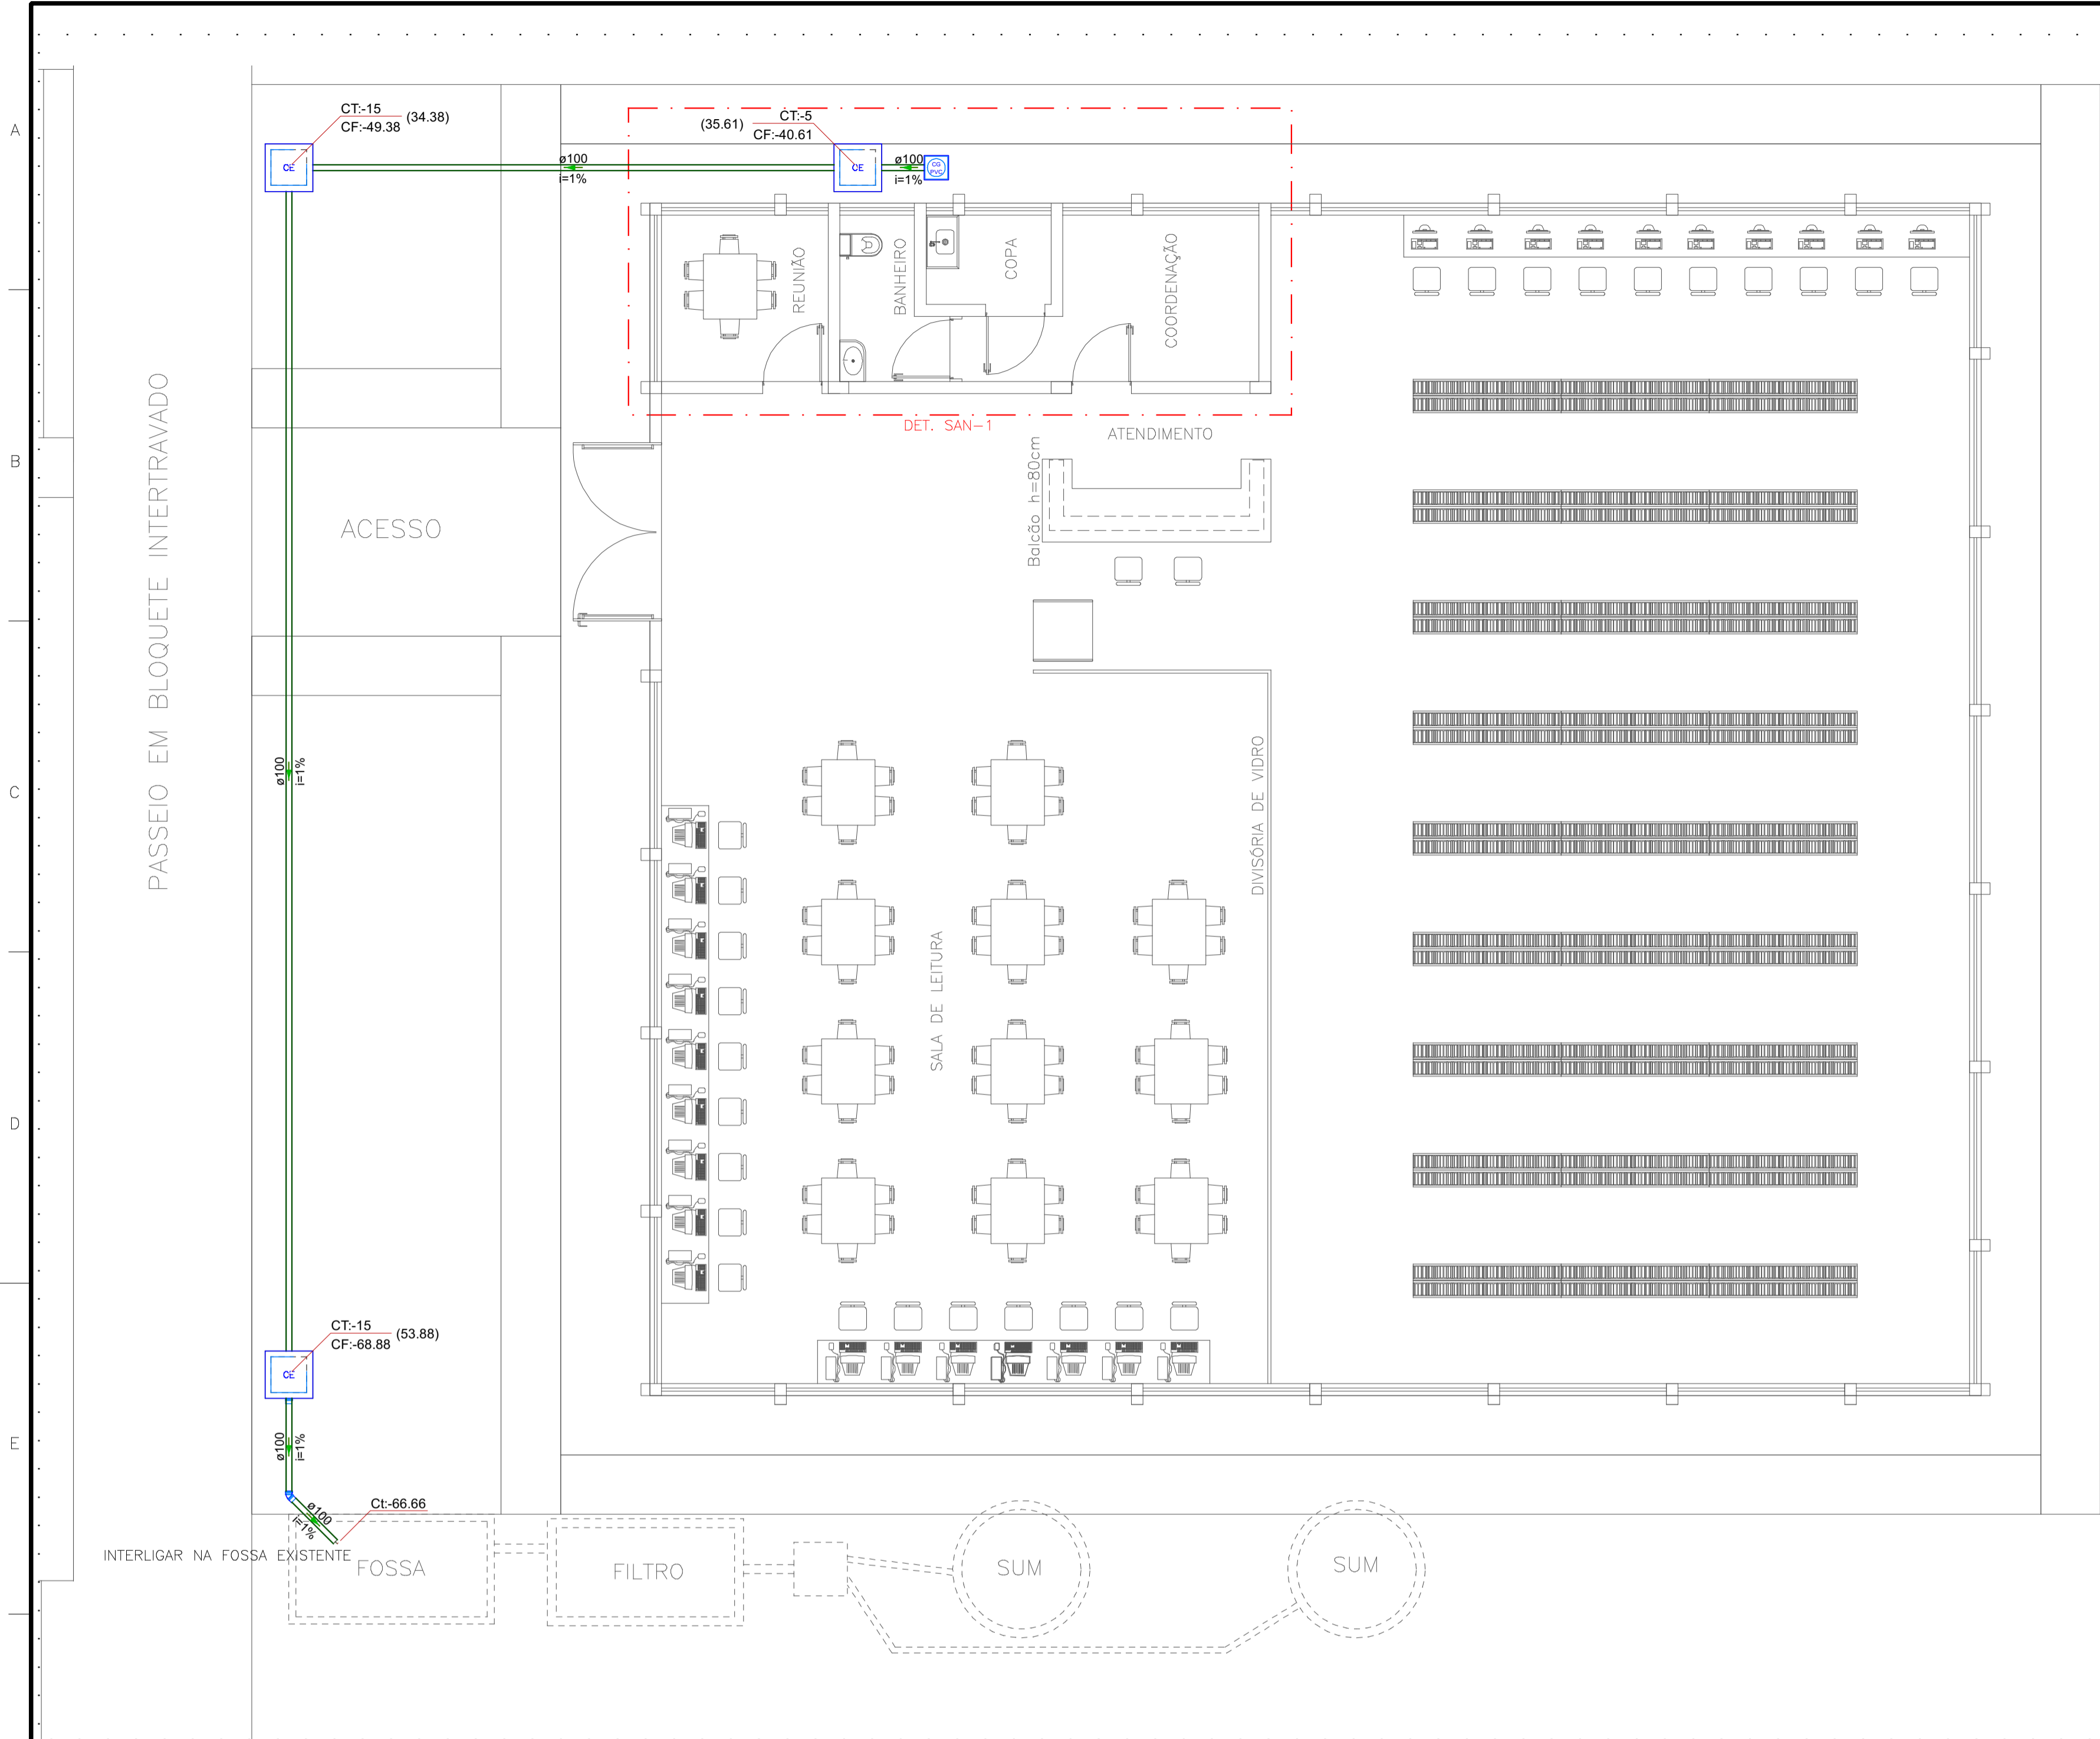 A
B
C
D
E
CT:-15
CF:-49.38
(34.38)
(35.61)
CT:-5
CF:-40.61
CE
ø100
i=1%
CE
ø100
i=1%
CG
PVC
REUNIÃO
BANHEIRO
COPA
COORDENAÇÃO
DET. SAN-1
ATENDIMENTO
Balcão h=80cm
PASSEIO EM BLOQUETE INTERTRAVADO
ACESSO
ø100
i=1%
DIVISÓRIA DE VIDRO
SALA DE LEITURA
CT:-15
CF:-68.88
(53.88)
CE
ø100
i=1%
ø100
i=1%
Ct:-66.66
INTERLIGAR NA FOSSA EXISTENTE
FOSSA
FILTRO
SUM
SUM